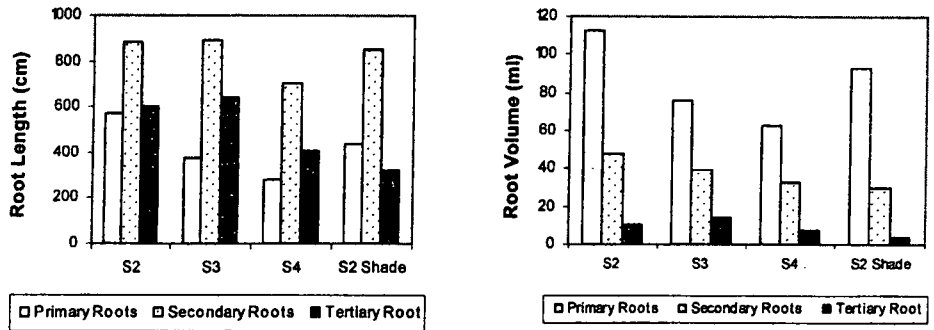 Root Length (cm)
1000
800
600
400
200
0
S2 S3 S4 S2 Shade
Primary Roots Secondary Roots Tertiary Root
Root Volume (ml)
120
100
80
60
40
20
0
S2 S3 S4 S2 Shade
Primary Roots Secondary Roots Tertiary Root